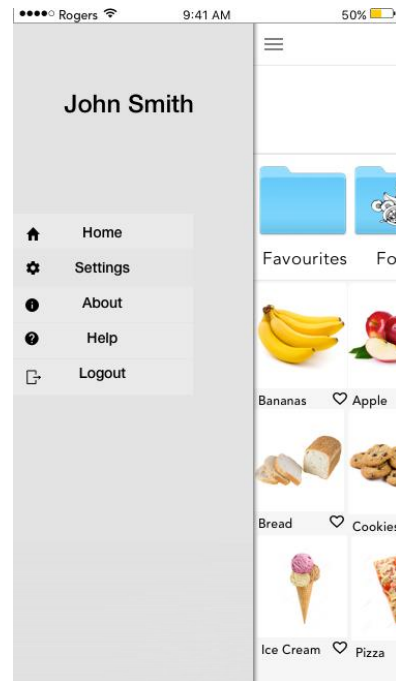 Rogers 9:41 AM 50%
John Smith
Home
Settings
About
Help
Logout
Favourites Fo
Bananas Apple
Bread Cookies
Ice Cream Pizza